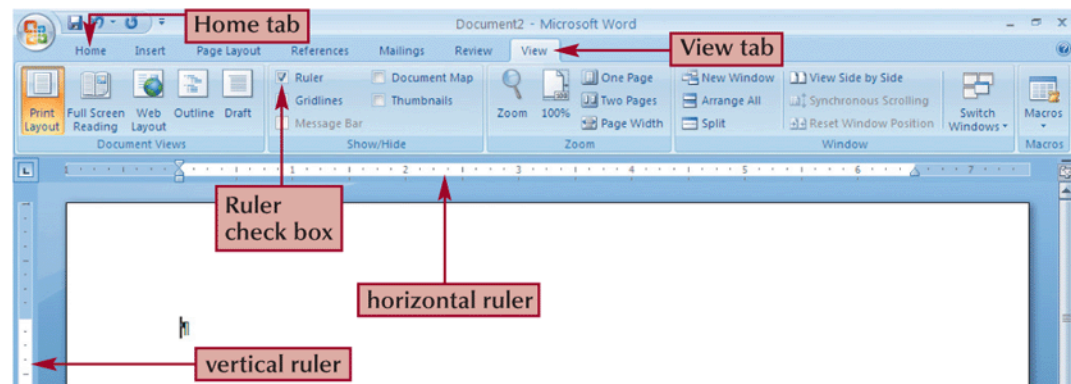 Home tab
Document2 - Microsoft Word
Home Insert Page Layout References Mailings Review View
View tab
Ruler Document Map One Page New Window View Side by Side
Gridlines Thumbnails Two Pages Arrange All Synchronous Scrolling
Print Layout Full Screen Reading Web Layout Outline Draft
Message Bar Zoom 100% Page Width Split Reset Window Position Switch Windows Macros
Document Views Show/Hide Zoom Window Macros
L 1 1 2 3 4 5 6 7
Ruler
check box
horizontal ruler
¶
vertical ruler